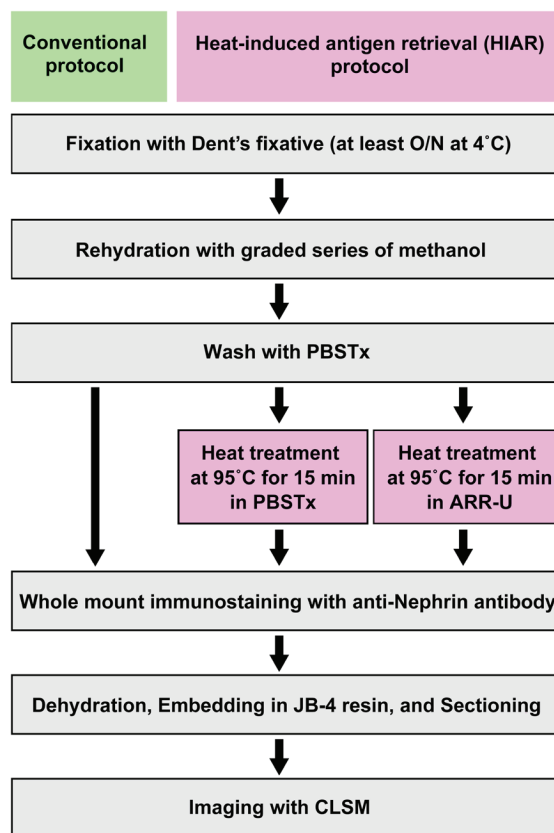 Conventional
protocol
Heat-induced antigen retrieval (HIAR)
protocol
Fixation with Dent's fixative (at least O/N at 4˚C)
Rehydration with graded series of methanol
Wash with PBSTx
Heat treatment
at 95˚C for 15 min
in PBSTx
Heat treatment
at 95˚C for 15 min
in ARR-U
Whole mount immunostaining with anti-Nephrin antibody
Dehydration, Embedding in JB-4 resin, and Sectioning
Imaging with CLSM